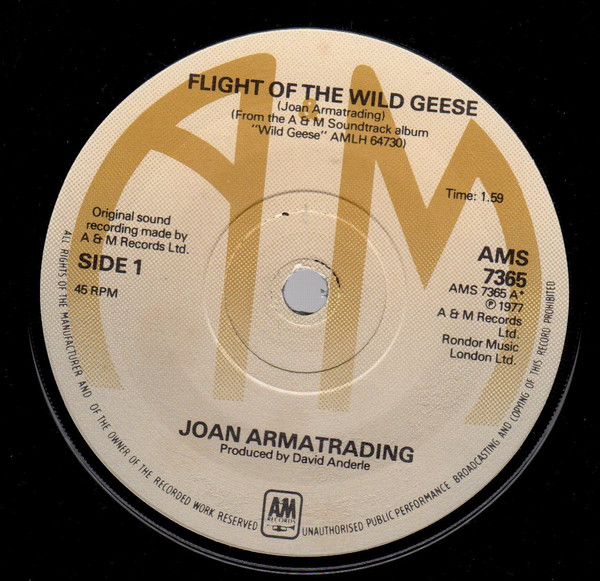 FLIGHT OF THE WILD GEESE
(Joan Armatrading)
(From the A & M Soundtrack album
"Wild Geese" AMLH 64730)
Time: 1.59
Original sound
recording made by
A & M Records Ltd.
SIDE 1
45 RPM
AMS
7365
AMS 7365 A*
℗ 1977
A & M Records
Ltd.
Rondor Music
London Ltd.
JOAN ARMATRADING
Produced by David Anderle
AM
RECORDS
ALL RIGHTS OF THE MANUFACTURER AND OF THE OWNER OF THE RECORDED WORK RESERVED
UNAUTHORISED PUBLIC PERFORMANCE BROADCASTING AND COPYING OF THIS RECORD PROHIBITED
A&M